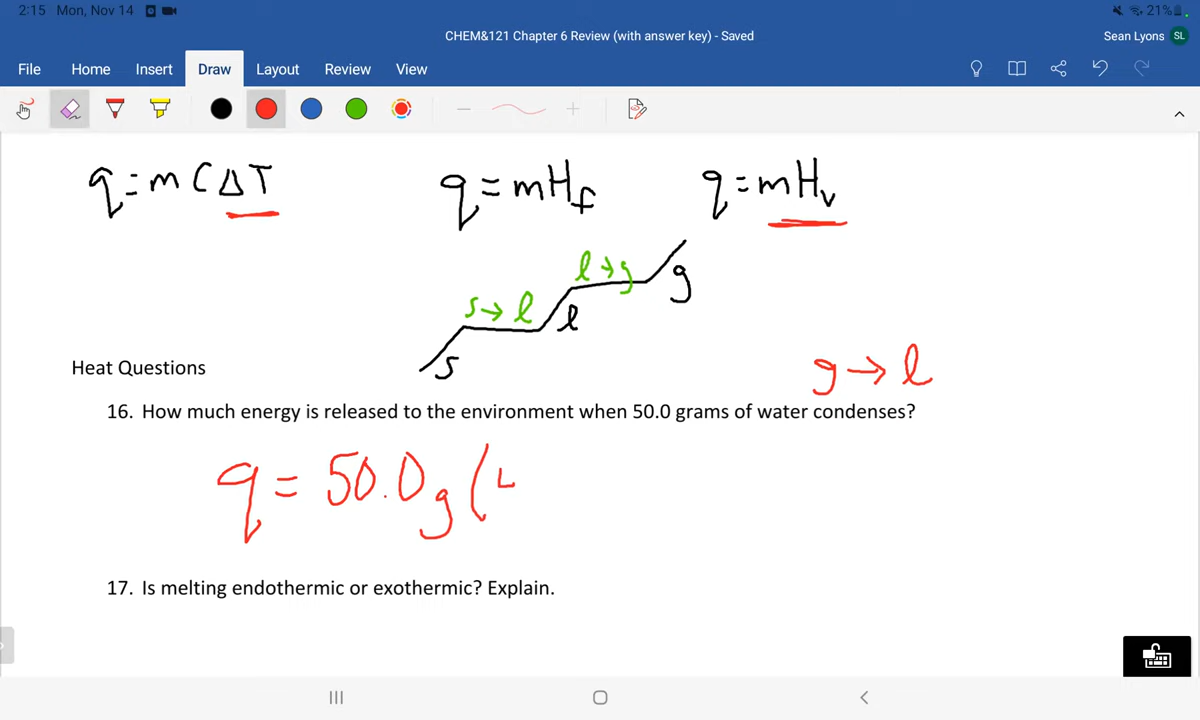 2:15 Mon, Nov 14 21%
CHEM&121 Chapter 6 Review (with answer key) - Saved
Sean Lyons SL
File Home Insert Draw Layout Review View
q = m C Δ T q = mHf q = mHv
l → g
s → l g
l
s
Heat Questions
g → l
16. How much energy is released to the environment when 50.0 grams of water condenses?
q = 50.0 g (
17. Is melting endothermic or exothermic? Explain.